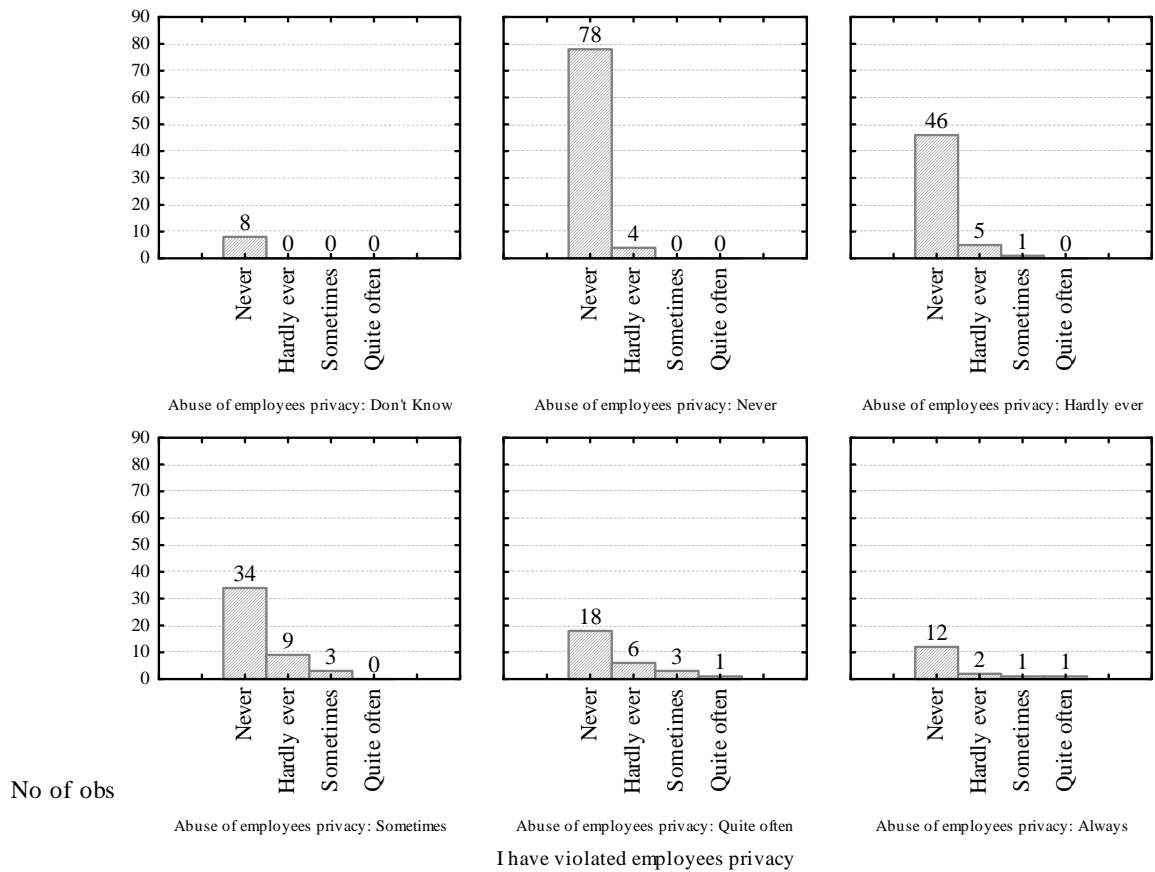 90
80
70
60
50
40
30
20
10
0
8
0
0
0
Never
Hardly ever
Sometimes
Quite often
Abuse of employees privacy: Don't Know
78
4
0
0
Never
Hardly ever
Sometimes
Quite often
Abuse of employees privacy: Never
46
5
1
0
Never
Hardly ever
Sometimes
Quite often
Abuse of employees privacy: Hardly ever
90
80
70
60
50
40
30
20
10
0
34
9
3
0
Never
Hardly ever
Sometimes
Quite often
Abuse of employees privacy: Sometimes
18
6
3
1
Never
Hardly ever
Sometimes
Quite often
Abuse of employees privacy: Quite often
12
2
1
1
Never
Hardly ever
Sometimes
Quite often
Abuse of employees privacy: Always
No of obs
I have violated employees privacy